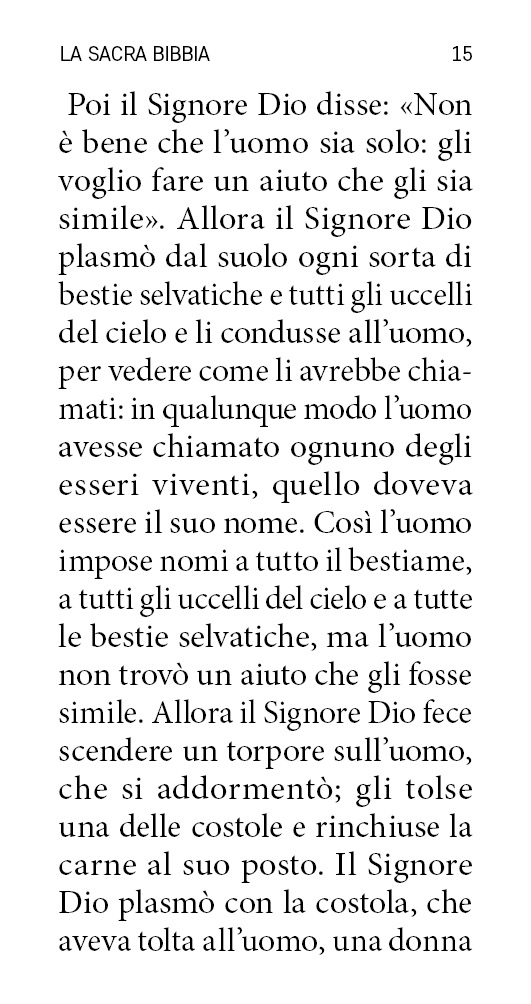 LA SACRA BIBBIA 15
Poi il Signore Dio disse: «Non
è bene che l’uomo sia solo: gli
voglio fare un aiuto che gli sia
simile». Allora il Signore Dio
plasmò dal suolo ogni sorta di
bestie selvatiche e tutti gli uccelli
del cielo e li condusse all’uomo,
per vedere come li avrebbe chia-
mati: in qualunque modo l’uomo
avesse chiamato ognuno degli
esseri viventi, quello doveva
essere il suo nome. Così l’uomo
impose nomi a tutto il bestiame,
a tutti gli uccelli del cielo e a tutte
le bestie selvatiche, ma l’uomo
non trovò un aiuto che gli fosse
simile. Allora il Signore Dio fece
scendere un torpore sull’uomo,
che si addormentò; gli tolse
una delle costole e rinchiuse la
carne al suo posto. Il Signore
Dio plasmò con la costola, che
aveva tolta all’uomo, una donna